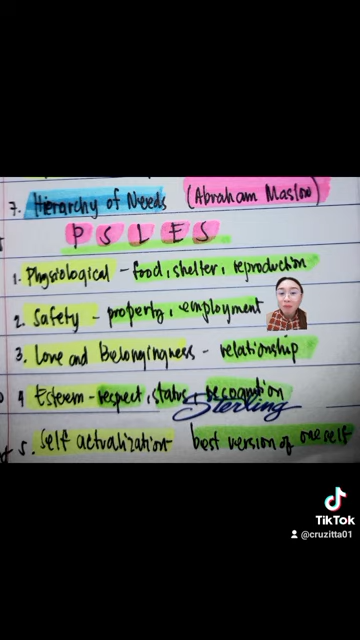 7. Hierarchy of Needs (Abraham Maslow)
P S L E S
1. Physiological - food, shelter, reproduction
2. Safety - property, employment
3. Love and Belongingness - relationship
4 Esteem - respect, status, recognition
Sterling
5. Self actualization best version of oneself
TikTok
@cruzitta01